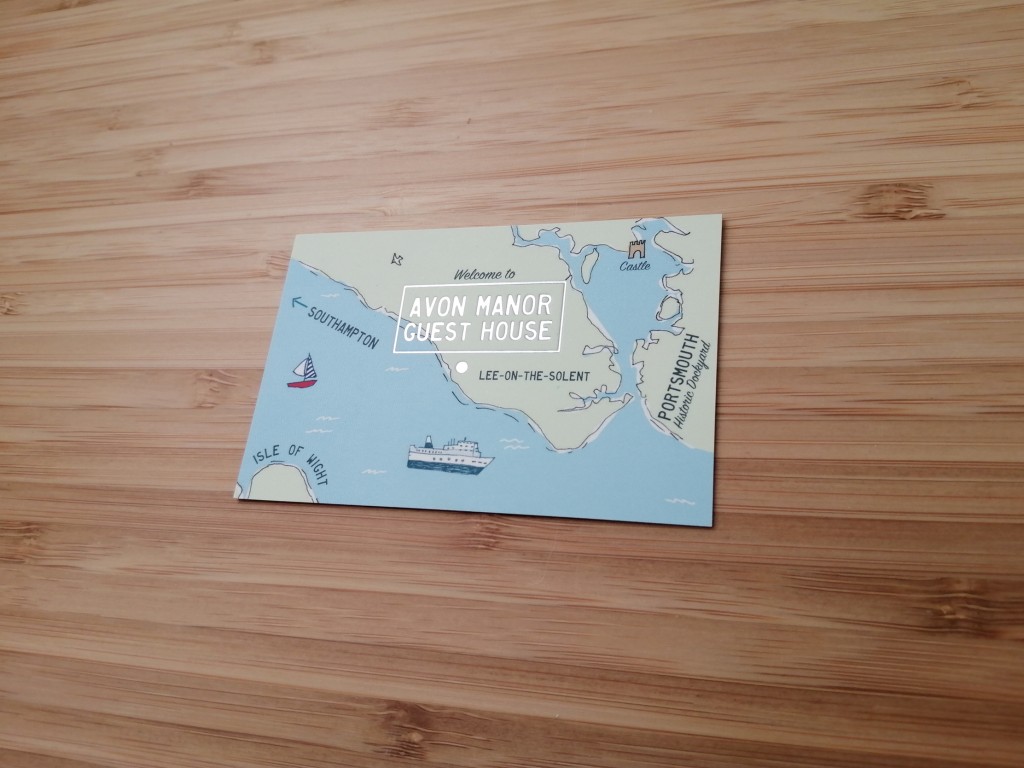 Welcome to
AVON MANOR
GUEST HOUSE
Castle
SOUTHAMPTON
LEE-ON-THE-SOLENT
PORTSMOUTH
Historic Dockyard
ISLE OF WIGHT